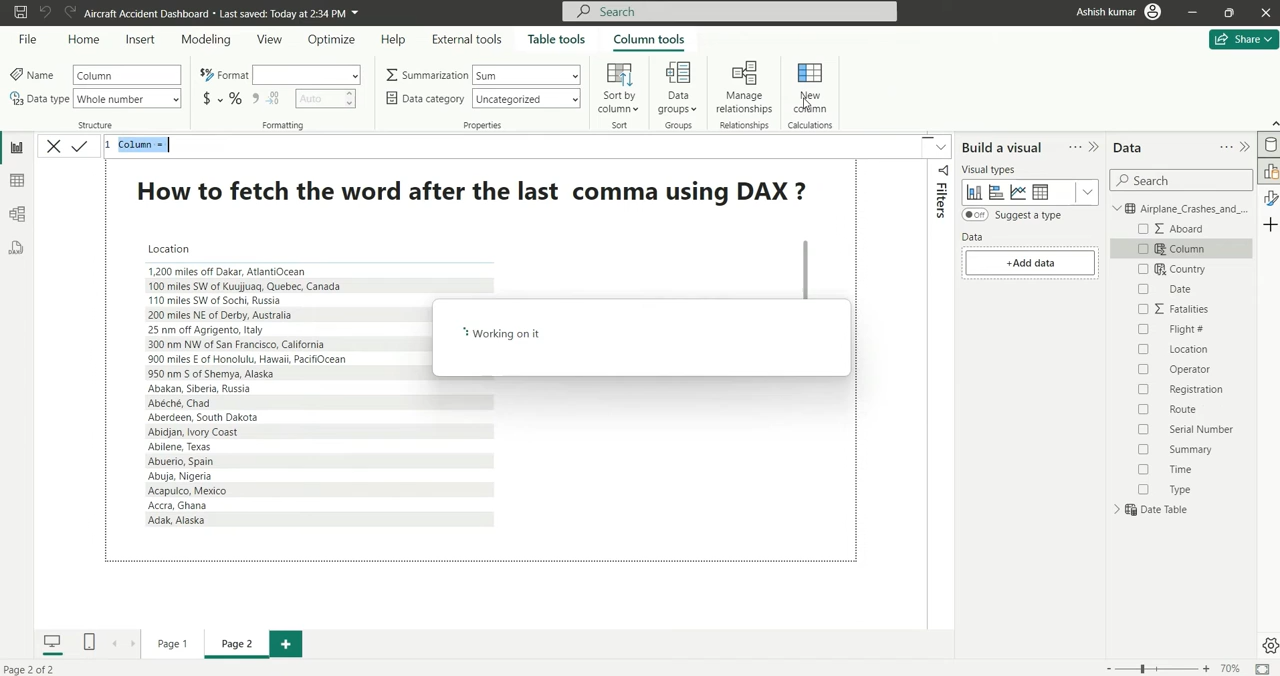 Aircraft Accident Dashboard • Last saved: Today at 2:34 PM
Search
Ashish kumar
File
Home
Insert
Modeling
View
Optimize
Help
External tools
Table tools
Column tools
Share
Name
Column
Data type
Whole number
Structure
Format
$
%
Auto
Formatting
Summarization
Sum
Data category
Uncategorized
Properties
Sort by
column
Sort
Data
groups
Groups
Manage
relationships
Relationships
New
column
Calculations
1 Column =
How to fetch the word after the last comma using DAX ?
Location
1,200 miles off Dakar, AtlantiOcean
100 miles SW of Kuujjuaq, Quebec, Canada
110 miles SW of Sochi, Russia
200 miles NE of Derby, Australia
25 nm off Agrigento, Italy
300 nm NW of San Francisco, California
900 miles E of Honolulu, Hawaii, PacifiOcean
950 nm S of Shemya, Alaska
Abakan, Siberia, Russia
Abéché, Chad
Aberdeen, South Dakota
Abidjan, Ivory Coast
Abilene, Texas
Abuerio, Spain
Abuja, Nigeria
Acapulco, Mexico
Accra, Ghana
Adak, Alaska
Working on it
Filters
Build a visual
Visual types
Off
Suggest a type
Data
+Add data
Data
Search
Airplane_Crashes_and_...
Aboard
Column
Country
Date
Fatalities
Flight #
Location
Operator
Registration
Route
Serial Number
Summary
Time
Type
Date Table
Page 1
Page 2
Page 2 of 2
70%